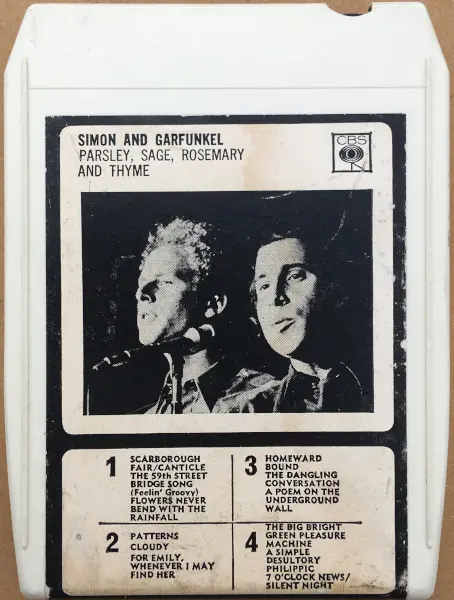 SIMON AND GARFUNKEL
PARSLEY, SAGE, ROSEMARY
AND THYME
CBS
1
SCARBOROUGH
FAIR/CANTICLE
THE 59th STREET
BRIDGE SONG
(Feelin' Groovy)
FLOWERS NEVER
BEND WITH THE
RAINFALL
2
PATTERNS
CLOUDY
FOR EMILY,
WHENEVER I MAY
FIND HER
3
HOMEWARD
BOUND
THE DANGLING
CONVERSATION
A POEM ON THE
UNDERGROUND
WALL
4
THE BIG BRIGHT
GREEN PLEASURE
MACHINE
A SIMPLE
DESULTORY
PHILIPPIC
7 O'CLOCK NEWS/
SILENT NIGHT